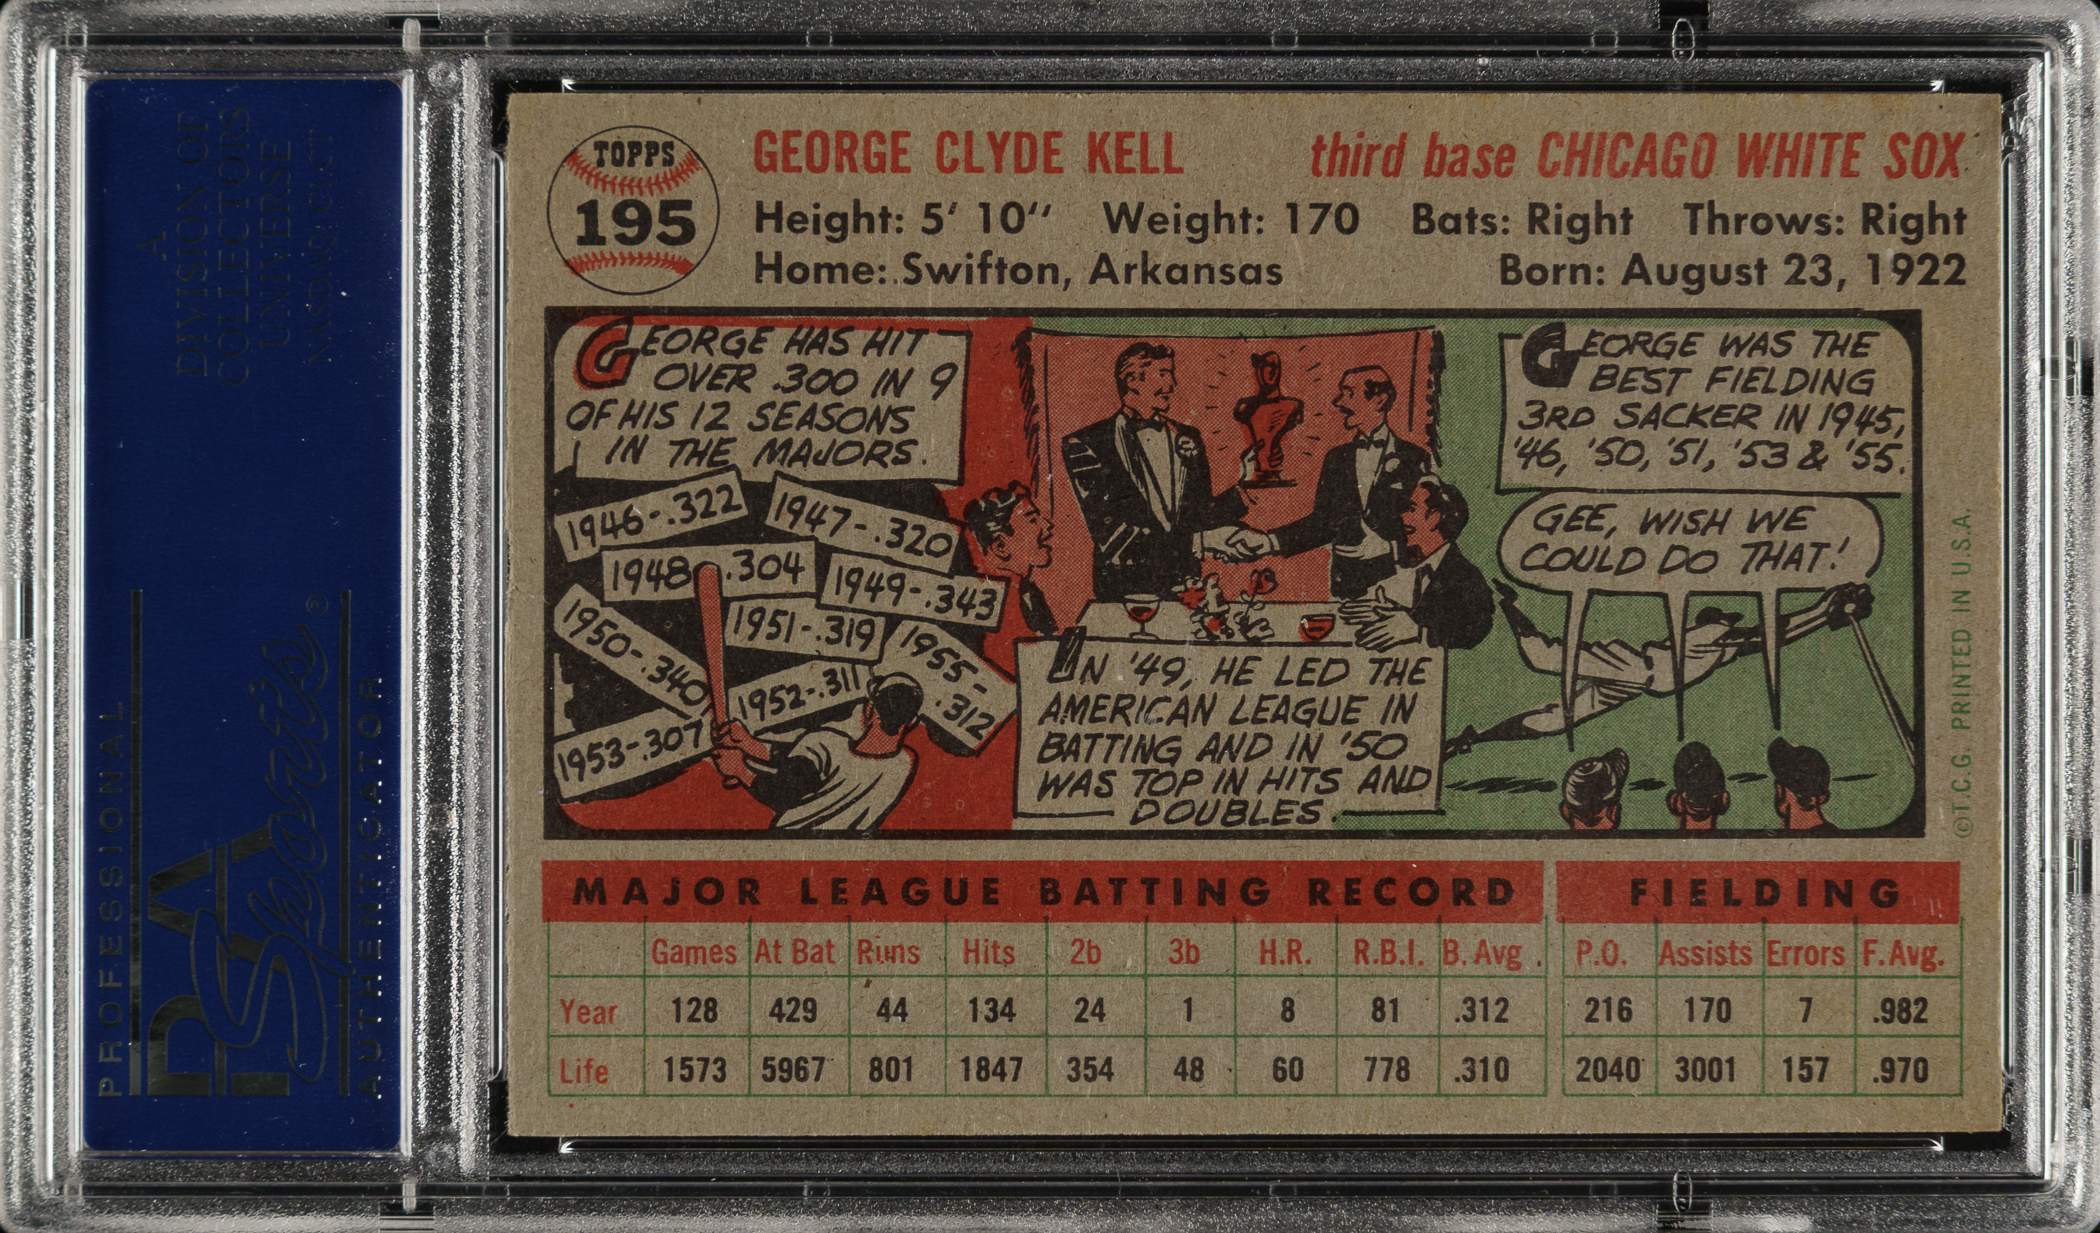 A
DIVISION OF
COLLECTORS
UNIVERSE
NASDAQ: CLCT
PROFESSIONAL
PSA
Sports®
AUTHENTICATOR
TOPPS
195
GEORGE CLYDE KELL third base CHICAGO WHITE SOX
Height: 5' 10" Weight: 170 Bats: Right Throws: Right
Home: Swifton, Arkansas Born: August 23, 1922
GEORGE HAS HIT
OVER .300 IN 9
OF HIS 12 SEASONS
IN THE MAJORS.
1946-.322
1947-.320
1948-.304
1949-.343
1950-.340
1951-.319
1952-.311
1953-.307
1955-
.312
IN '49, HE LED THE
AMERICAN LEAGUE IN
BATTING AND IN '50
WAS TOP IN HITS AND
DOUBLES.
GEORGE WAS THE
BEST FIELDING
3RD SACKER IN 1945,
'46, '50, '51, '53 & '55.
GEE, WISH WE
COULD DO THAT!
©T.C.G. PRINTED IN U.S.A.
MAJOR LEAGUE BATTING RECORD FIELDING
Games At Bat Runs Hits 2b 3b H.R. R.B.I. B. Avg. P.O. Assists Errors F. Avg.
Year 128 429 44 134 24 1 8 81 .312 216 170 7 .982
Life 1573 5967 801 1847 354 48 60 778 .310 2040 3001 157 .970